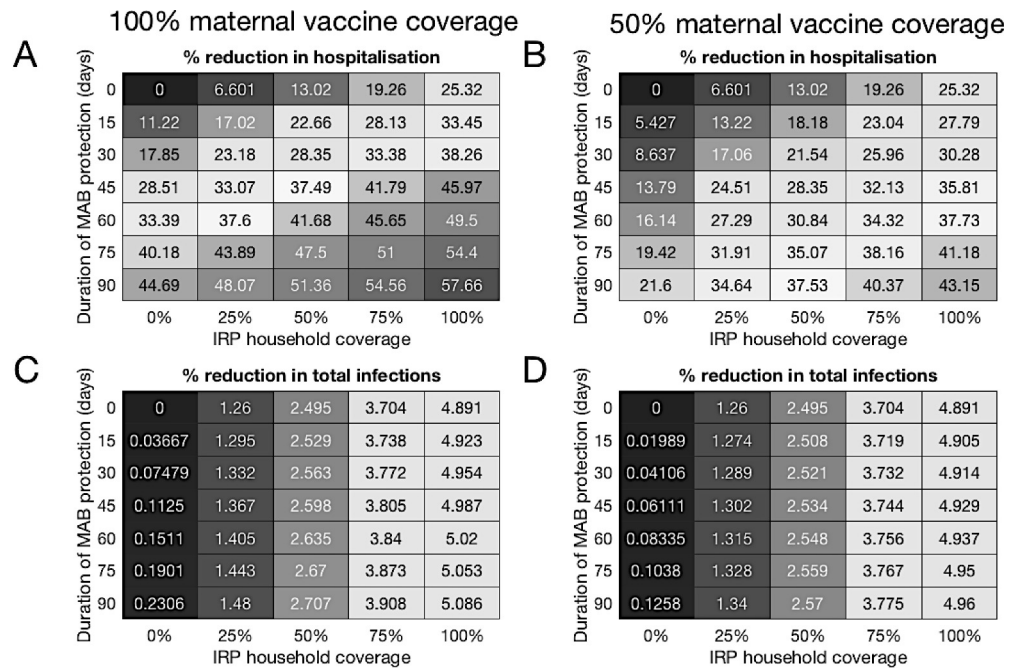 100% maternal vaccine coverage
50% maternal vaccine coverage
A
% reduction in hospitalisation
Duration of MAB protection (days)
0 0 6.601 13.02 19.26 25.32
15 11.22 17.02 22.66 28.13 33.45
30 17.85 23.18 28.35 33.38 38.26
45 28.51 33.07 37.49 41.79 45.97
60 33.39 37.6 41.68 45.65 49.5
75 40.18 43.89 47.5 51 54.4
90 44.69 48.07 51.36 54.56 57.66
0% 25% 50% 75% 100%
IRP household coverage
B
% reduction in hospitalisation
Duration of MAB protection (days)
0 0 6.601 13.02 19.26 25.32
15 5.427 13.22 18.18 23.04 27.79
30 8.637 17.06 21.54 25.96 30.28
45 13.79 24.51 28.35 32.13 35.81
60 16.14 27.29 30.84 34.32 37.73
75 19.42 31.91 35.07 38.16 41.18
90 21.6 34.64 37.53 40.37 43.15
0% 25% 50% 75% 100%
IRP household coverage
C
% reduction in total infections
Duration of MAB protection (days)
0 0 1.26 2.495 3.704 4.891
15 0.03667 1.295 2.529 3.738 4.923
30 0.07479 1.332 2.563 3.772 4.954
45 0.1125 1.367 2.598 3.805 4.987
60 0.1511 1.405 2.635 3.84 5.02
75 0.1901 1.443 2.67 3.873 5.053
90 0.2306 1.48 2.707 3.908 5.086
0% 25% 50% 75% 100%
IRP household coverage
D
% reduction in total infections
Duration of MAB protection (days)
0 0 1.26 2.495 3.704 4.891
15 0.01989 1.274 2.508 3.719 4.905
30 0.04106 1.289 2.521 3.732 4.914
45 0.06111 1.302 2.534 3.744 4.929
60 0.08335 1.315 2.548 3.756 4.937
75 0.1038 1.328 2.559 3.767 4.95
90 0.1258 1.34 2.57 3.775 4.96
0% 25% 50% 75% 100%
IRP household coverage